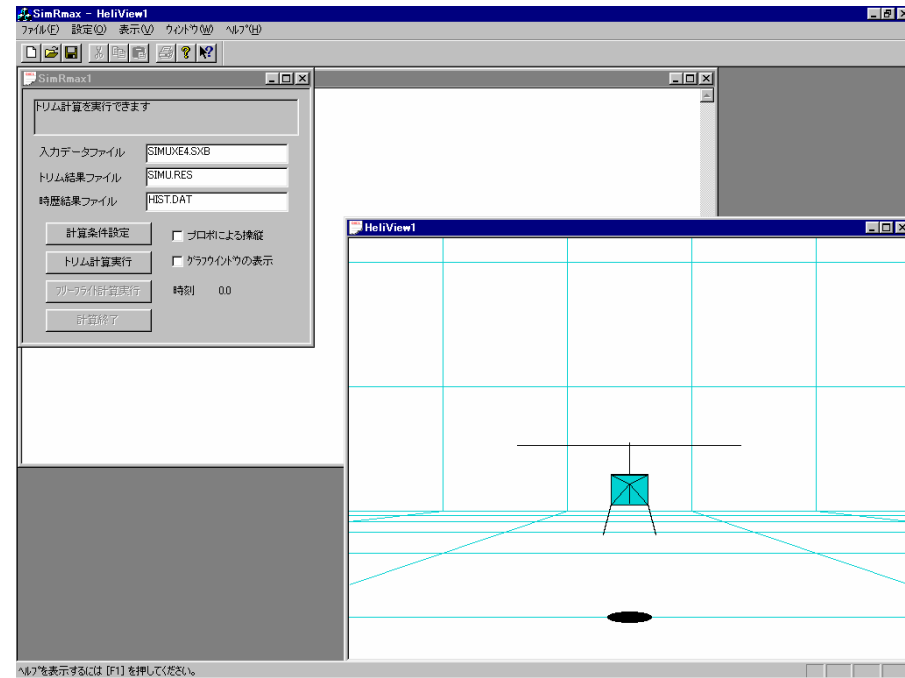 SimRmax - HeliView1
ﾌｧｲﾙ(F) 設定(O) 表示(V) ｳｨﾝﾄﾞｳ(W) ﾍﾙﾌﾟ(H)
SimRmax1
トリム計算を実行できます
入力データファイル SIMUXE4.SXB
トリム結果ファイル SIMU.RES
時歴結果ファイル HIST.DAT
計算条件設定 プロポによる操縦
トリム計算実行 ｸﾞﾗﾌｳｨﾝﾄﾞｳの表示
ﾌﾘｰﾌﾗｲﾄ計算実行 時刻 0.0
計算終了
HeliView1
ﾍﾙﾌﾟを表示するには [F1] を押してください。